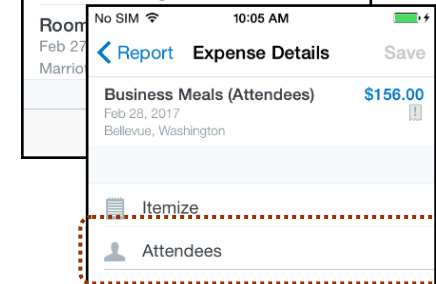 Room
Feb 27
Marrio
No SIM 10:05 AM
Report Expense Details Save
Business Meals (Attendees) $156.00
Feb 28, 2017
Bellevue, Washington
Itemize
Attendees